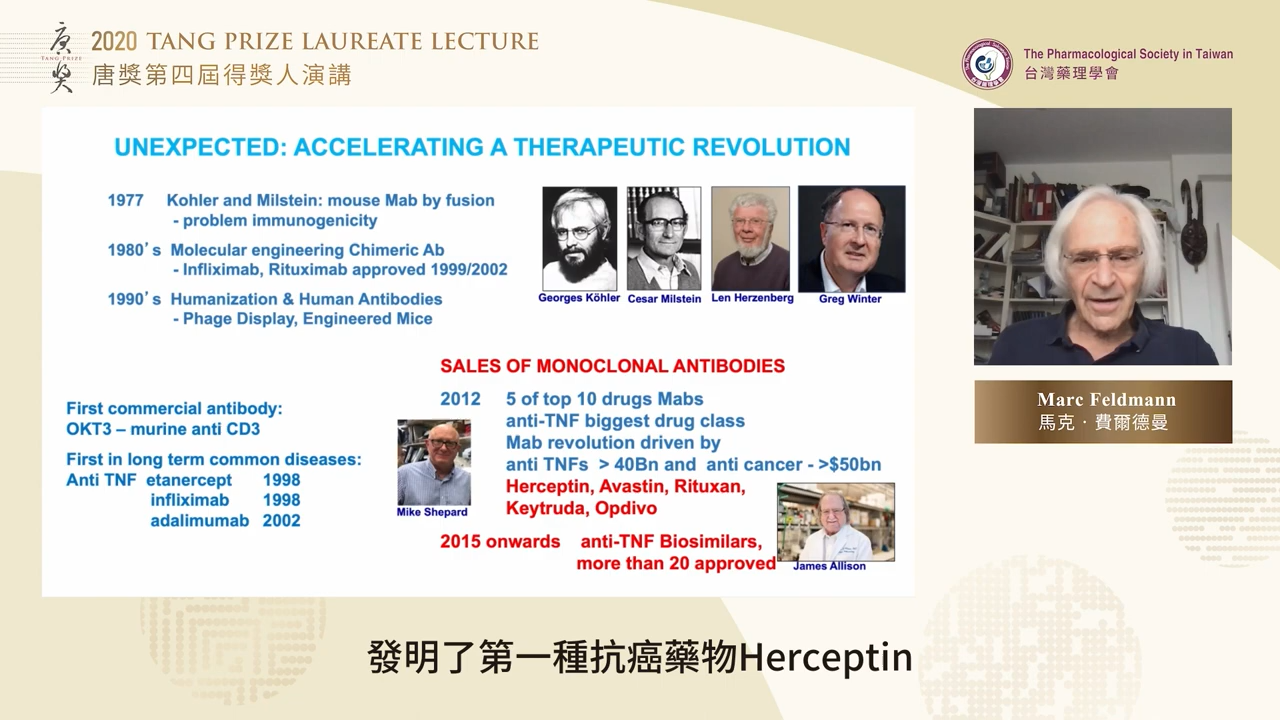 唐獎
TANG PRIZE
2020 TANG PRIZE LAUREATE LECTURE
唐獎第四屆得獎人演講
The Pharmacological Society in Taiwan
台灣藥理學會
UNEXPECTED: ACCELERATING A THERAPEUTIC REVOLUTION
1977 Kohler and Milstein: mouse Mab by fusion
- problem immunogenicity
1980's Molecular engineering Chimeric Ab
- Infliximab, Rituximab approved 1999/2002
1990's Humanization & Human Antibodies
- Phage Display, Engineered Mice
Georges Köhler
Cesar Milstein
Len Herzenberg
Greg Winter
First commercial antibody:
OKT3 – murine anti CD3
First in long term common diseases:
Anti TNF etanercept 1998
infliximab 1998
adalimumab 2002
Mike Shepard
SALES OF MONOCLONAL ANTIBODIES
2012 5 of top 10 drugs Mabs
anti-TNF biggest drug class
Mab revolution driven by
anti TNFs > 40Bn and anti cancer - >$50bn
Herceptin, Avastin, Rituxan,
Keytruda, Opdivo
2015 onwards anti-TNF Biosimilars,
more than 20 approved
James Allison
Marc Feldmann
馬克．費爾德曼
發明了第一種抗癌藥物Herceptin